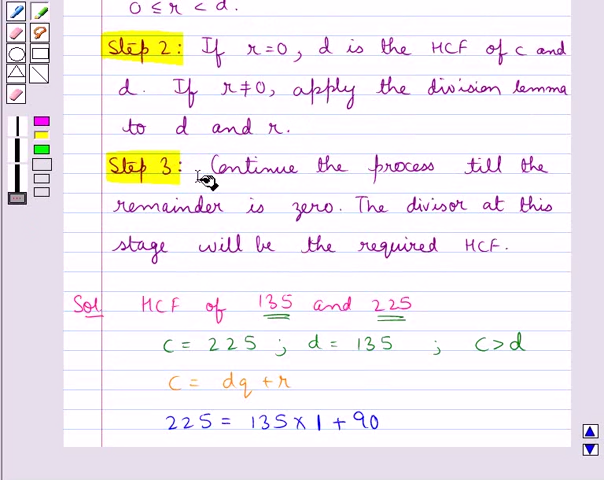 0 ≤ r < d.
Step 2: If r=0, d is the HCF of c and
d. If r≠0, apply the division lemma
to d and r.
Step 3: Continue the process till the
remainder is zero. The divisor at this
stage will be the required HCF.
Sol HCF of 135 and 225
c = 225 ; d = 135 ; c>d
c = dq + r
225 = 135 × 1 + 90